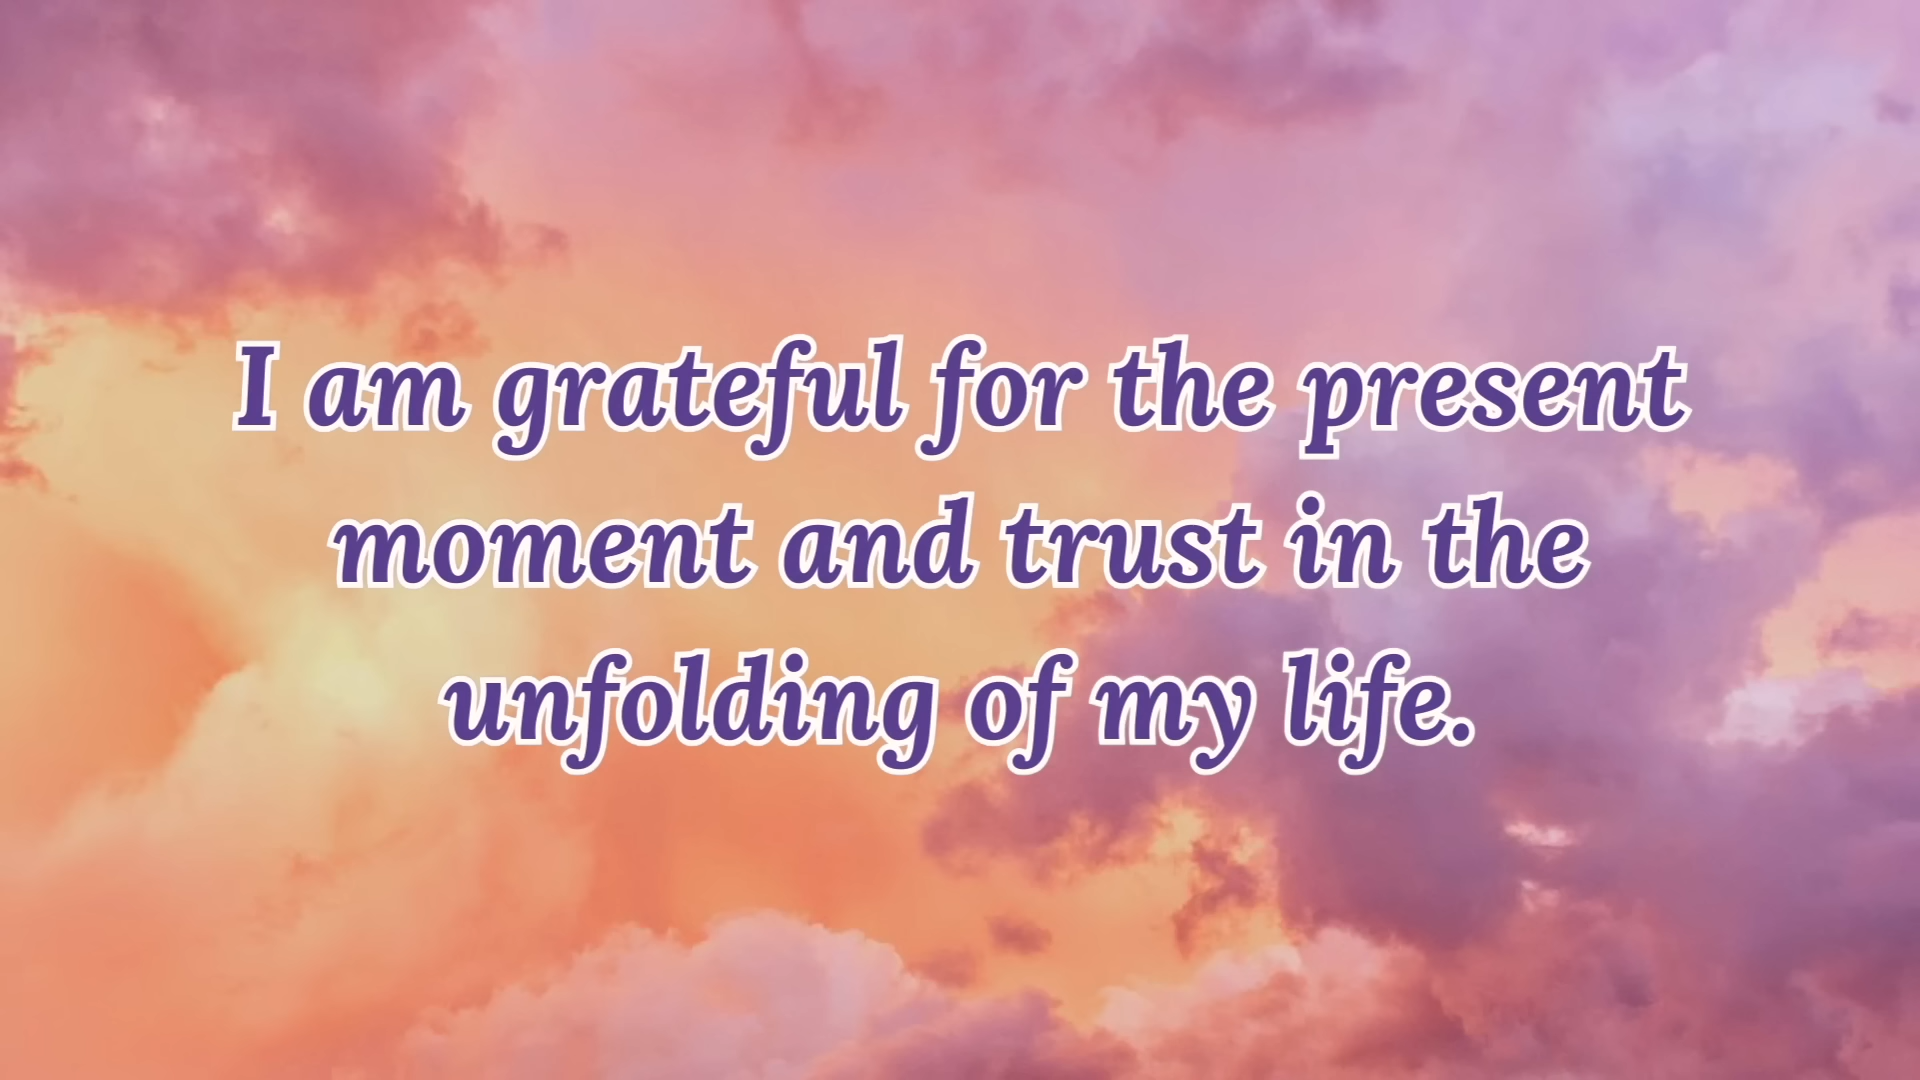 I am grateful for the present
moment and trust in the
unfolding of my life.